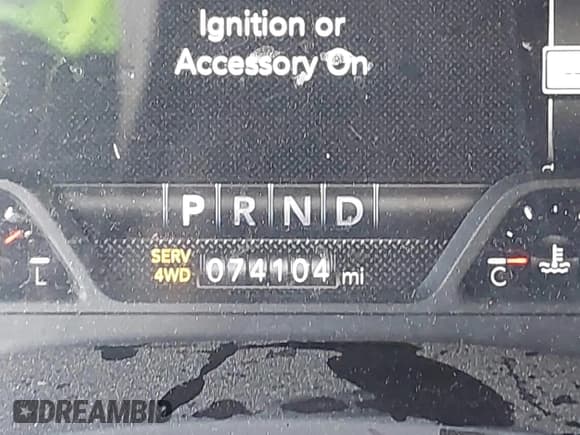 Ignition or
Accessory On
P R N D
SERV
4WD
074104 mi
L
C
DREAMBID